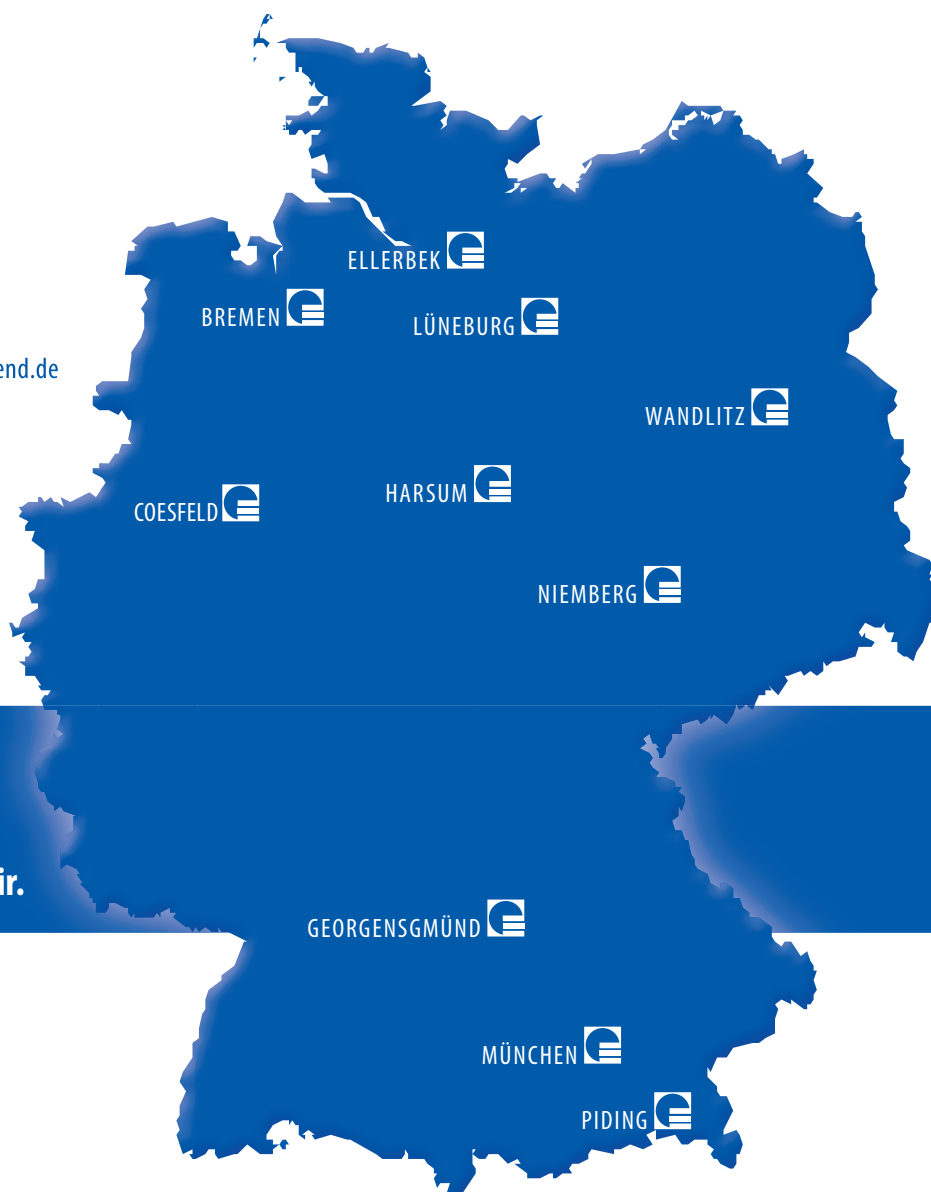 ELLERBEK
BREMEN
LÜNEBURG
end.de
WANDLITZ
HARSUM
COESFELD
NIEMBERG
ir.
GEORGENSGMÜND
MÜNCHEN
PIDING